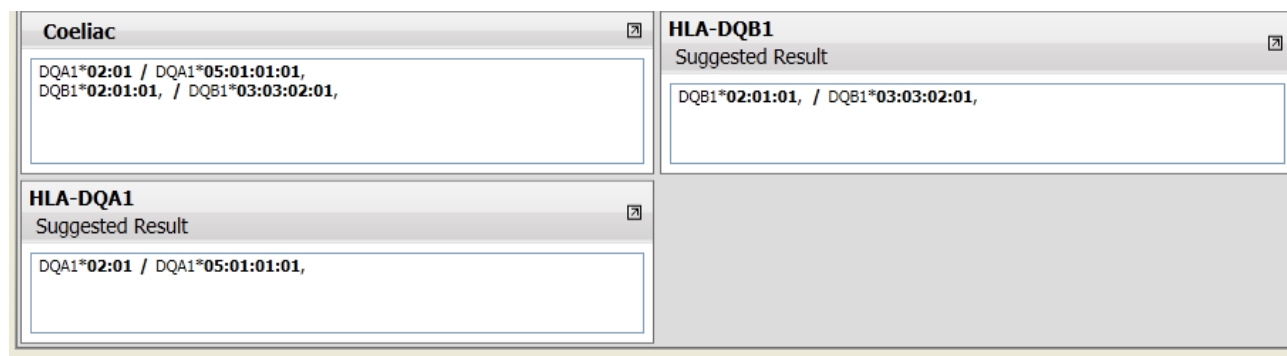 Coeliac
DQA1*02:01 / DQA1*05:01:01:01,
DQB1*02:01:01, / DQB1*03:03:02:01,
HLA-DQB1
Suggested Result
DQB1*02:01:01, / DQB1*03:03:02:01,
HLA-DQA1
Suggested Result
DQA1*02:01 / DQA1*05:01:01:01,